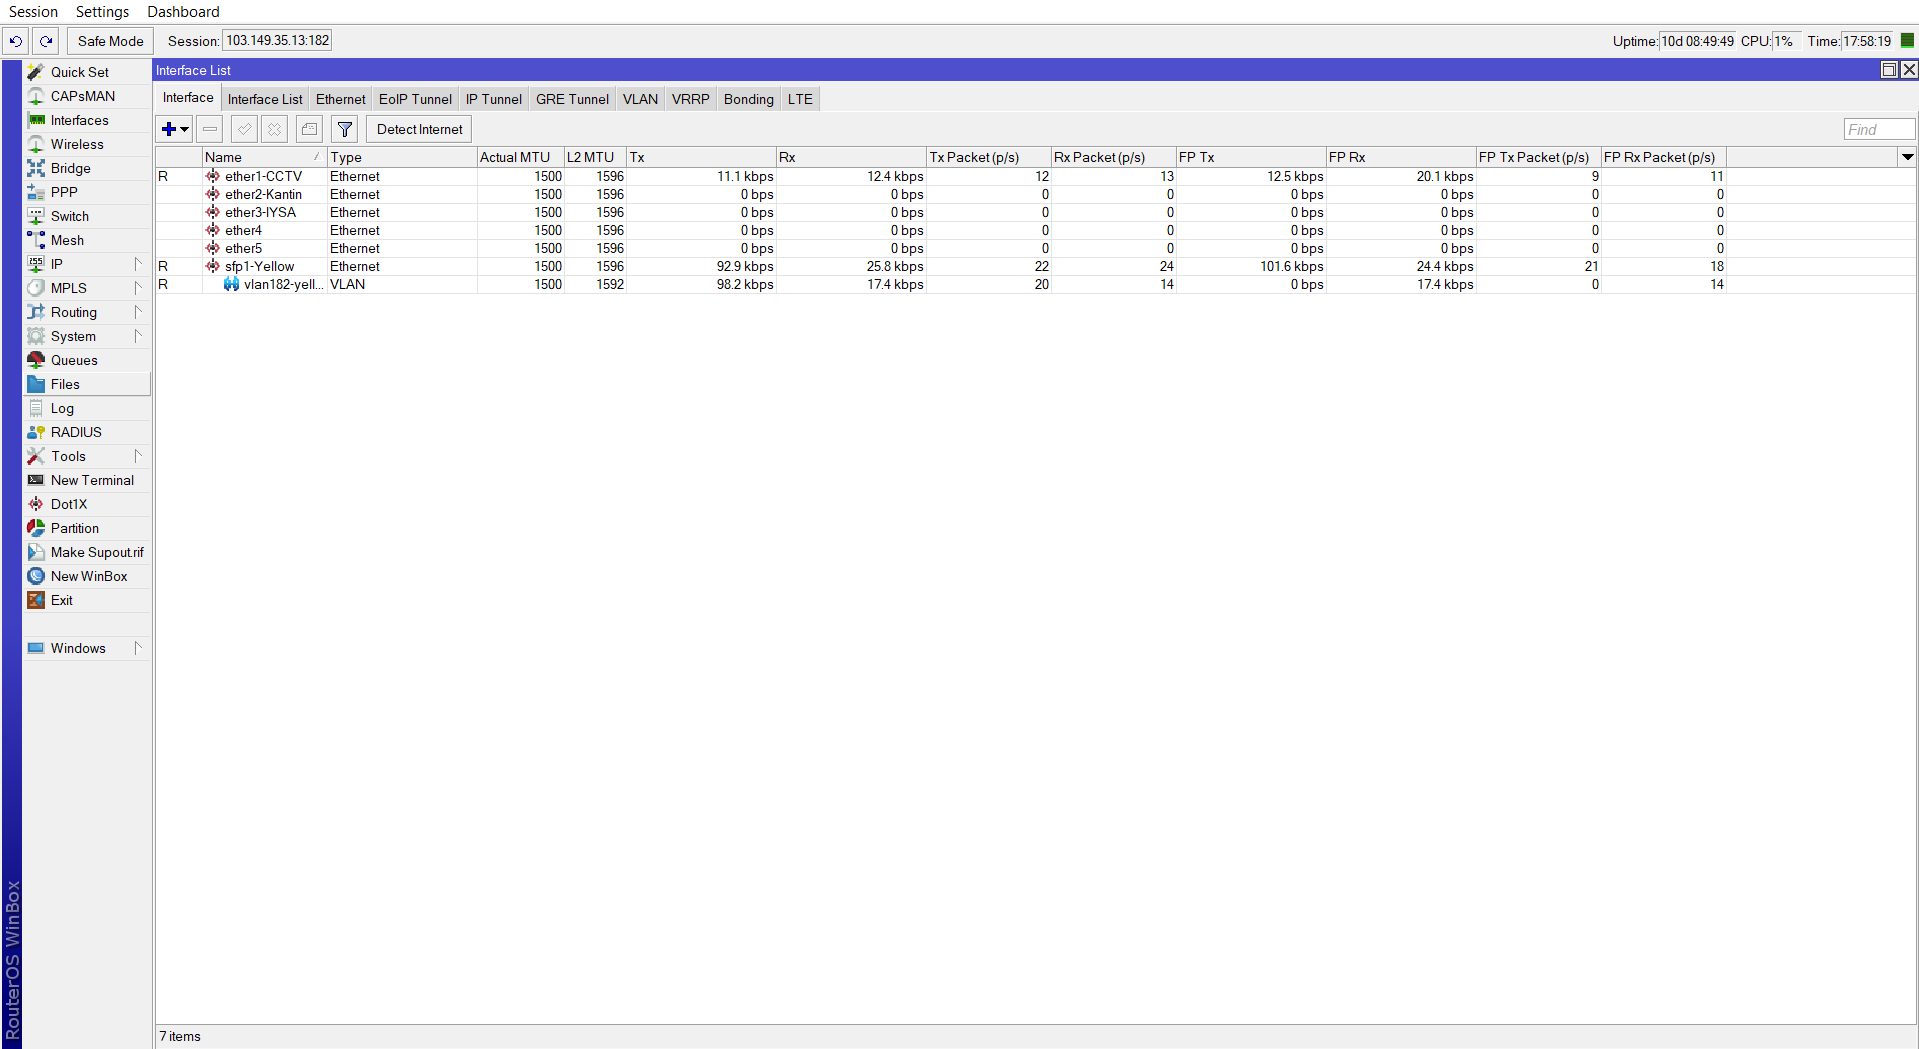 Session Settings Dashboard
Safe Mode Session: 103.149.35.13:182 Uptime: 10d 08:49:49 CPU: 1% Time: 17:58:19
Quick Set
CAPsMAN
Interfaces
Wireless
Bridge
PPP
Switch
Mesh
IP
MPLS
Routing
System
Queues
Files
Log
RADIUS
Tools
New Terminal
Dot1X
Partition
Make Supout.rif
New WinBox
Exit
Windows
RouterOS WinBox
Interface List
Interface Interface List Ethernet EoIP Tunnel IP Tunnel GRE Tunnel VLAN VRRP Bonding LTE
Detect Internet Find
Name Type Actual MTU L2 MTU Tx Rx Tx Packet (p/s) Rx Packet (p/s) FP Tx FP Rx FP Tx Packet (p/s) FP Rx Packet (p/s)
R ether1-CCTV Ethernet 1500 1596 11.1 kbps 12.4 kbps 12 13 12.5 kbps 20.1 kbps 9 11
ether2-Kantin Ethernet 1500 1596 0 bps 0 bps 0 0 0 bps 0 bps 0 0
ether3-IYSA Ethernet 1500 1596 0 bps 0 bps 0 0 0 bps 0 bps 0 0
ether4 Ethernet 1500 1596 0 bps 0 bps 0 0 0 bps 0 bps 0 0
ether5 Ethernet 1500 1596 0 bps 0 bps 0 0 0 bps 0 bps 0 0
R sfp1-Yellow Ethernet 1500 1596 92.9 kbps 25.8 kbps 22 24 101.6 kbps 24.4 kbps 21 18
R vlan182-yell... VLAN 1500 1592 98.2 kbps 17.4 kbps 20 14 0 bps 17.4 kbps 0 14
7 items